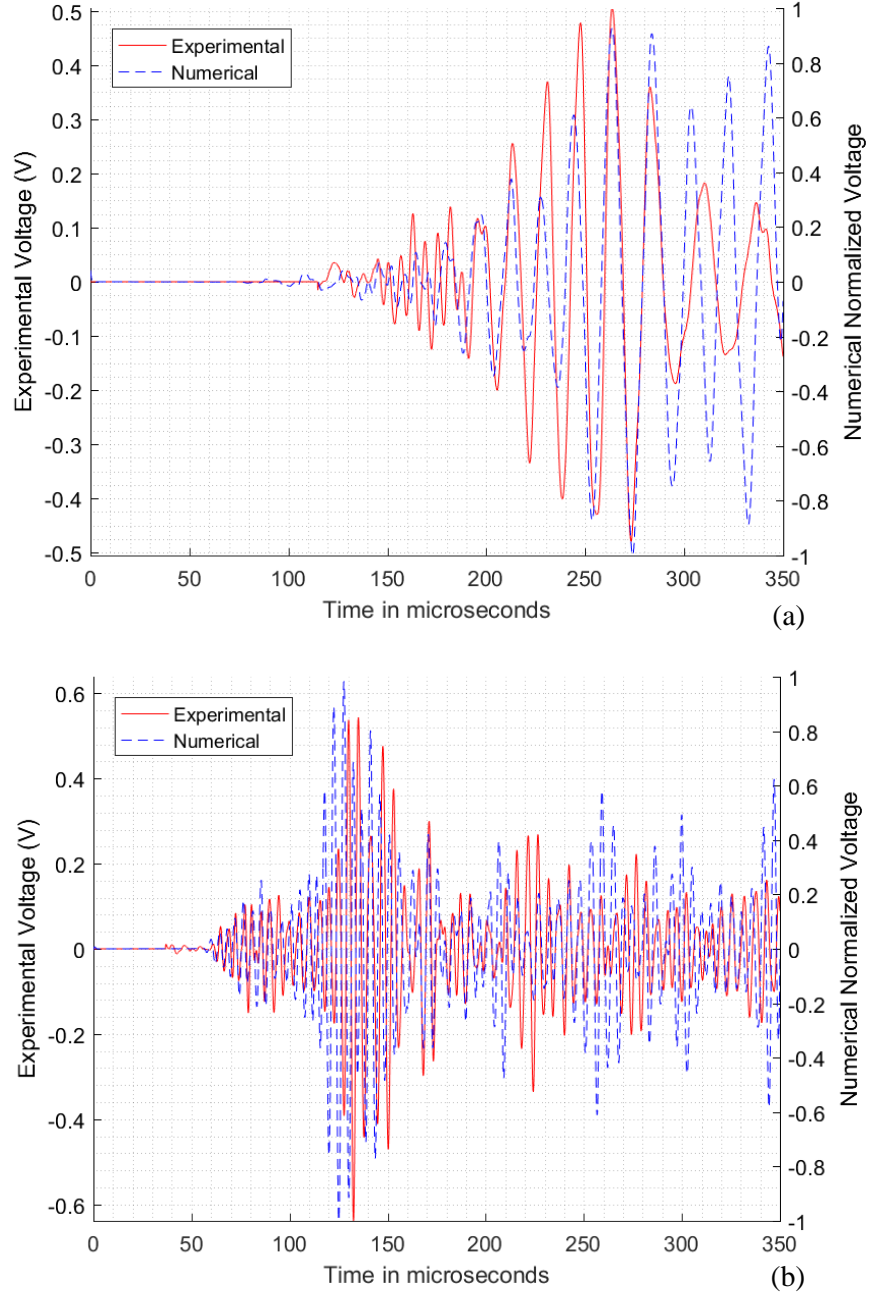 Experimental
Numerical
Experimental Voltage (V)
0.5
0.4
0.3
0.2
0.1
0
-0.1
-0.2
-0.3
-0.4
-0.5
1
0.8
0.6
0.4
0.2
0
-0.2
-0.4
-0.6
-0.8
-1
Numerical Normalized Voltage
0 50 100 150 200 250 300 350
Time in microseconds
(a)
Experimental
Numerical
Experimental Voltage (V)
0.6
0.4
0.2
0
-0.2
-0.4
-0.6
1
0.8
0.6
0.4
0.2
0
-0.2
-0.4
-0.6
-0.8
-1
Numerical Normalized Voltage
0 50 100 150 200 250 300 350
Time in microseconds
(b)